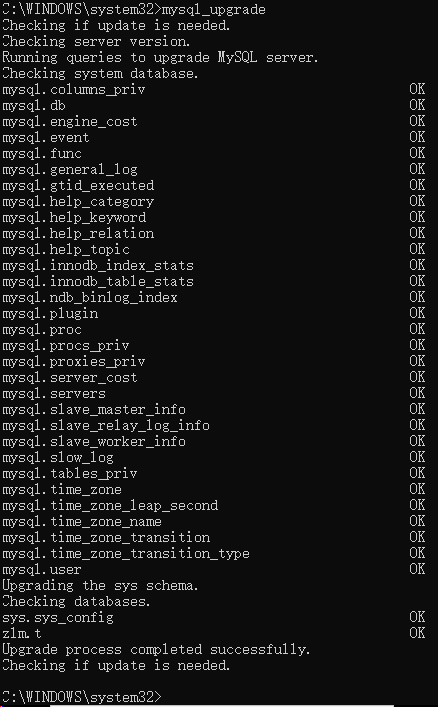 C:\WINDOWS\system32>mysql_upgrade
Checking if update is needed.
Checking server version.
Running queries to upgrade MySQL server.
Checking system database.
mysql.columns_priv OK
mysql.db OK
mysql.engine_cost OK
mysql.event OK
mysql.func OK
mysql.general_log OK
mysql.gtid_executed OK
mysql.help_category OK
mysql.help_keyword OK
mysql.help_relation OK
mysql.help_topic OK
mysql.innodb_index_stats OK
mysql.innodb_table_stats OK
mysql.ndb_binlog_index OK
mysql.plugin OK
mysql.proc OK
mysql.procs_priv OK
mysql.proxies_priv OK
mysql.server_cost OK
mysql.servers OK
mysql.slave_master_info OK
mysql.slave_relay_log_info OK
mysql.slave_worker_info OK
mysql.slow_log OK
mysql.tables_priv OK
mysql.time_zone OK
mysql.time_zone_leap_second OK
mysql.time_zone_name OK
mysql.time_zone_transition OK
mysql.time_zone_transition_type OK
mysql.user OK
Upgrading the sys schema.
Checking databases.
sys.sys_config OK
zlm.t OK
Upgrade process completed successfully.
Checking if update is needed.
C:\WINDOWS\system32>